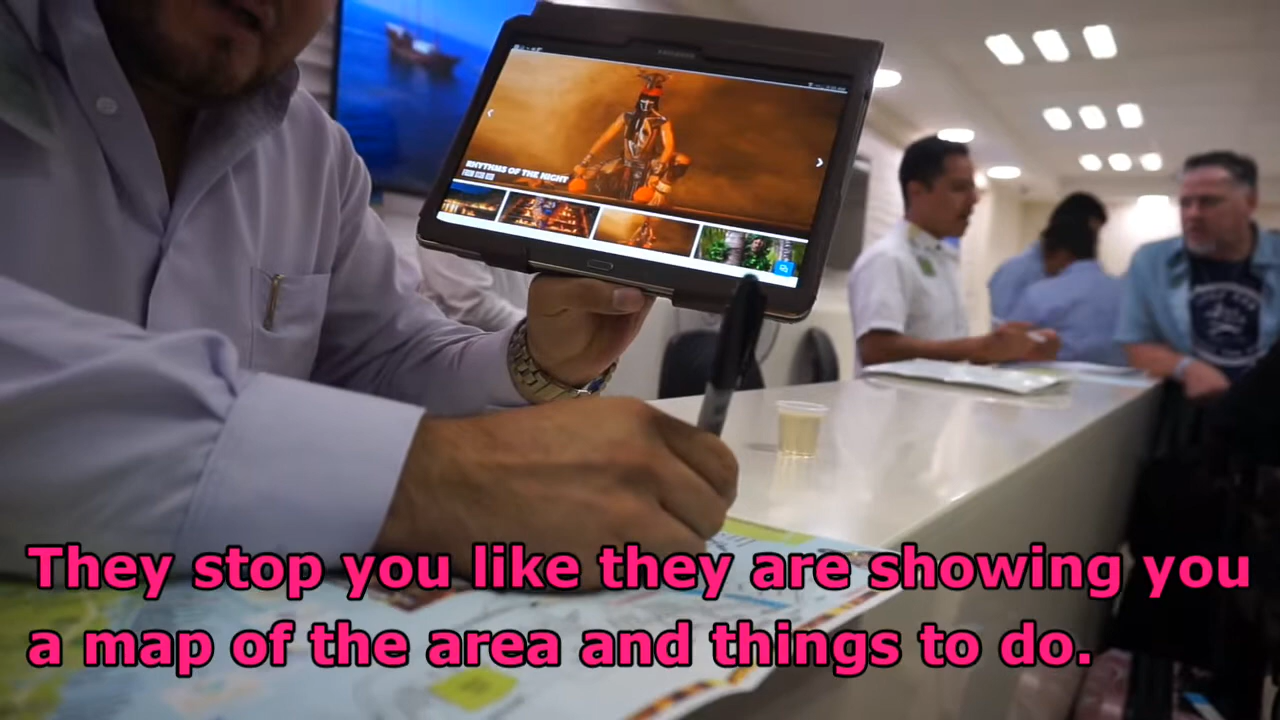 RHYTHMS OF THE NIGHT
They stop you like they are showing you
a map of the area and things to do.